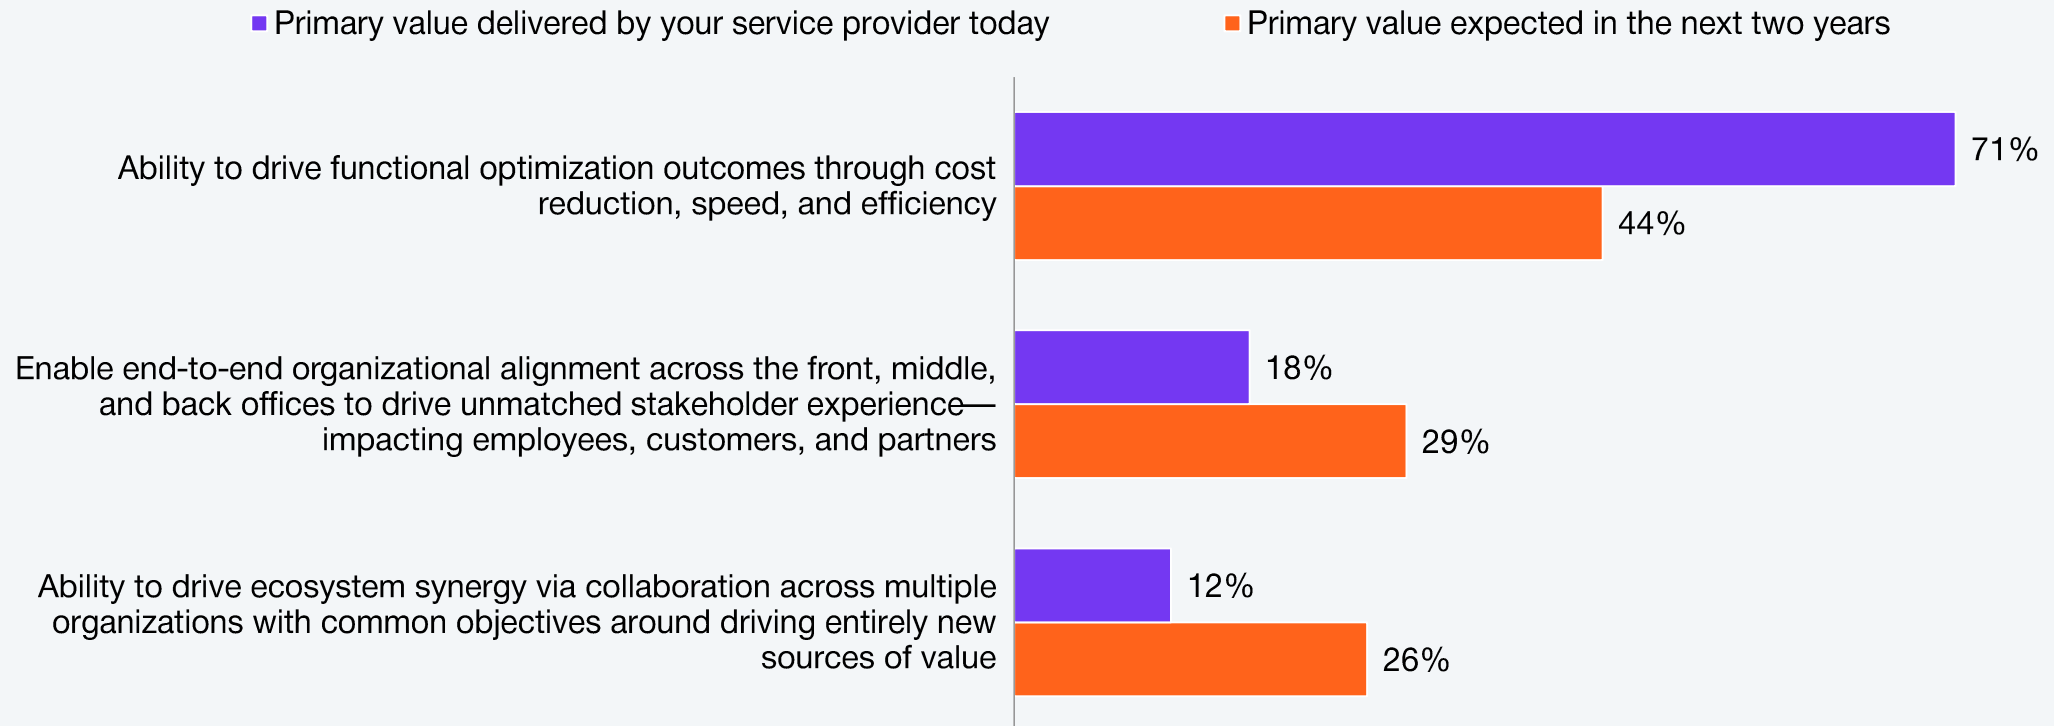 Primary value delivered by your service provider today
Primary value expected in the next two years
Ability to drive functional optimization outcomes through cost
reduction, speed, and efficiency
71%
44%
Enable end-to-end organizational alignment across the front, middle,
and back offices to drive unmatched stakeholder experience—
impacting employees, customers, and partners
18%
29%
Ability to drive ecosystem synergy via collaboration across multiple
organizations with common objectives around driving entirely new
sources of value
12%
26%